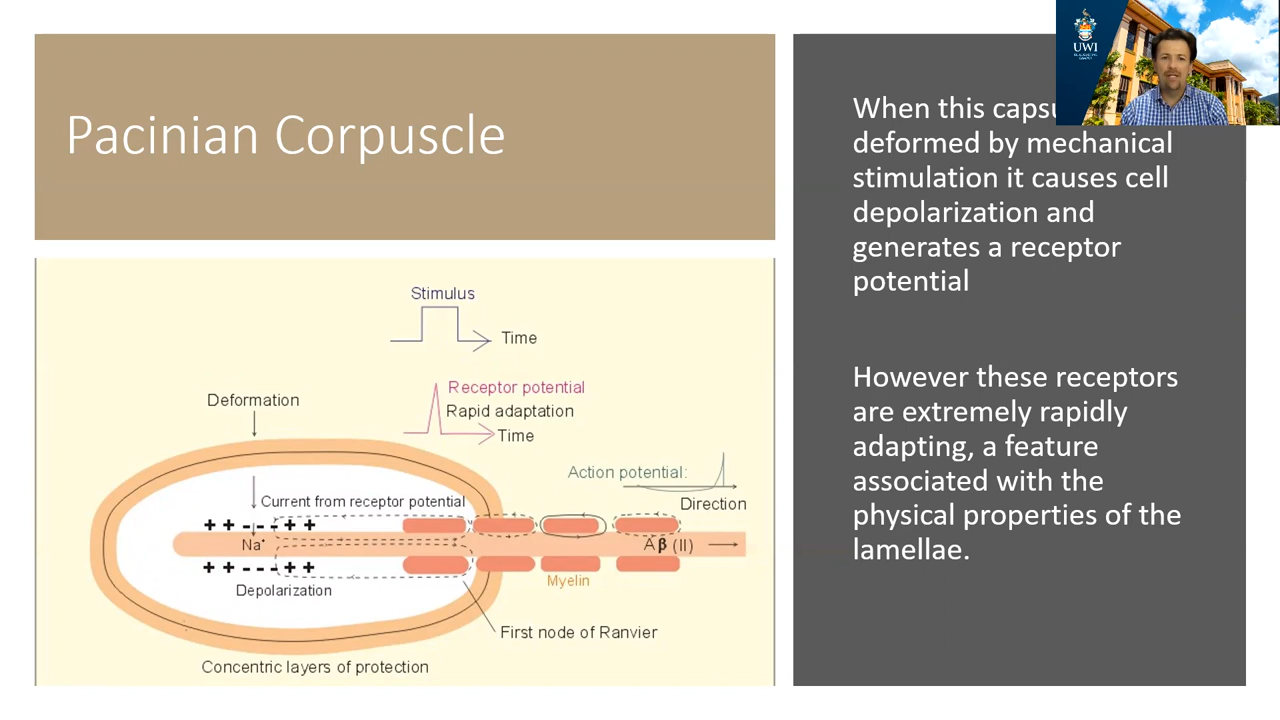 Pacinian Corpuscle
UWI
When this
deformed by mechanical
stimulation it causes cell
depolarization and
generates a receptor
potential
However these receptors
are extremely rapidly
adapting, a feature
associated with the
physical properties of the
lamellae.
Stimulus
Time
Receptor potential
Rapid adaptation
Time
Deformation
Action potential:
Direction
Current from receptor potential
+ + - - - + +
Na⁺
Aβ (II)
+ + - - - + +
Myelin
Depolarization
First node of Ranvier
Concentric layers of protection